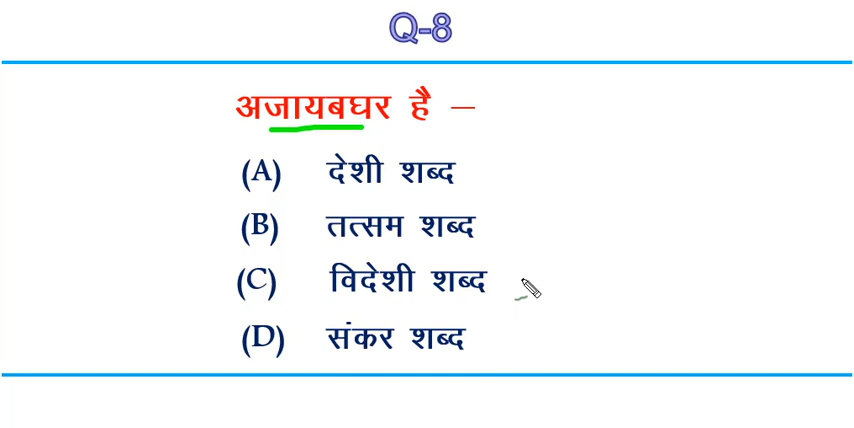 Q-8
अजायबघर है –
(A) देशी शब्द
(B) तत्सम शब्द
(C) विदेशी शब्द
(D) संकर शब्द